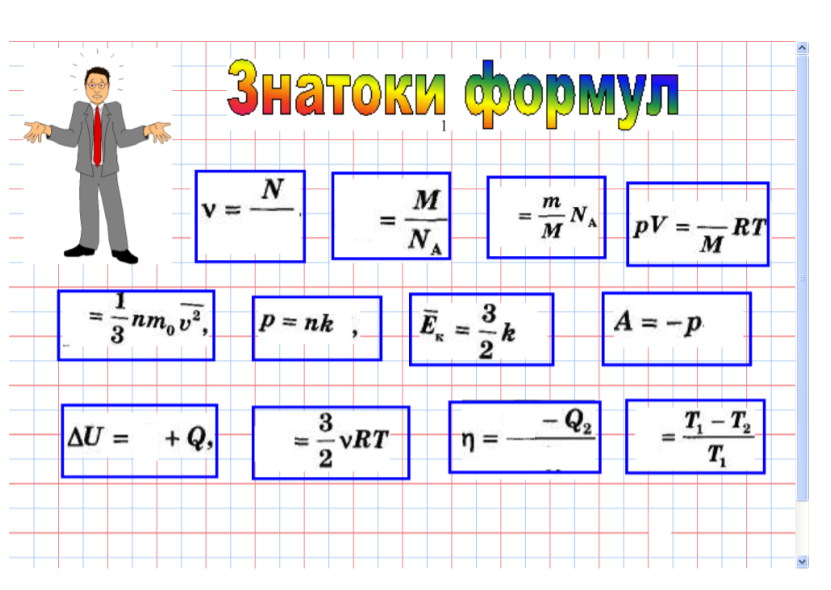 Знатоки формул
1
ν = N/
= M/N_A
= m/M N_A
pV = /M RT
= 1/3 nm₀v̅²,
p = nk ,
E̅ₖ = 3/2 k
A = −p
ΔU = + Q,
= 3/2 νRT
η = − Q₂/
= T₁ − T₂/T₁